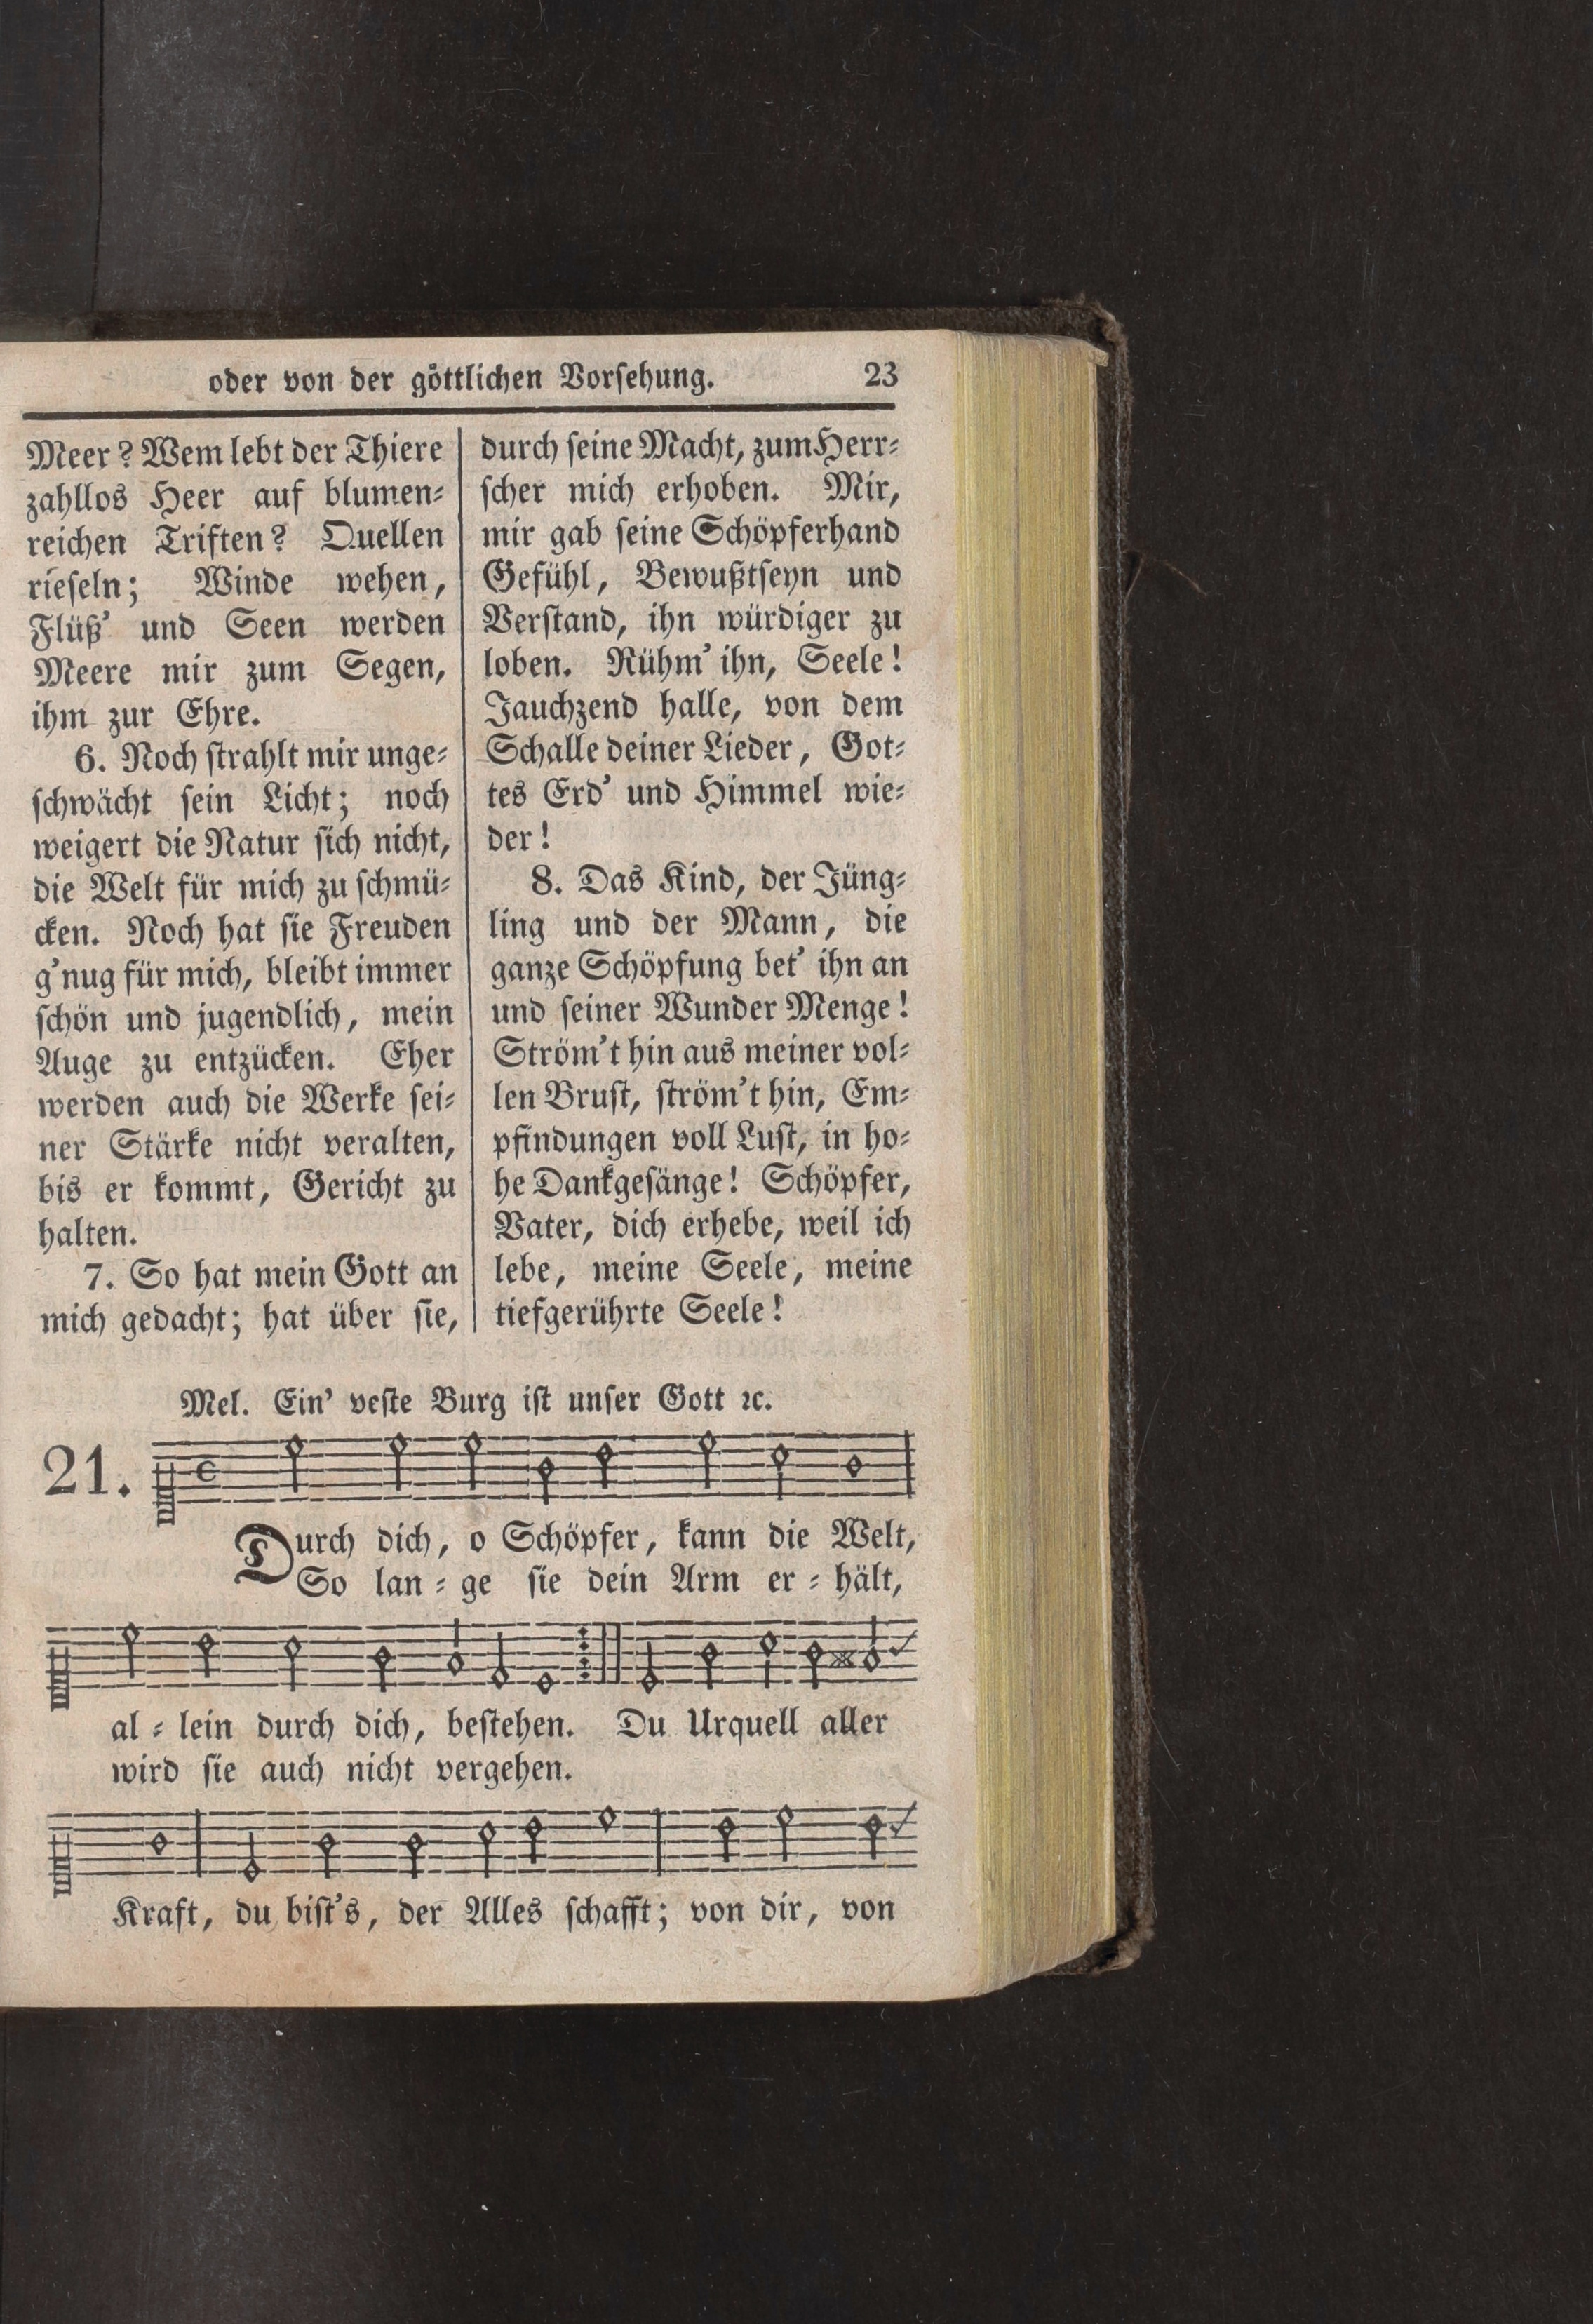 oder von der göttlichen Vorsehung. 23
Meer? Wem lebt der Thiere
zahllos Heer auf blumen-
reichen Triften? Quellen
rieseln; Winde wehen,
Flüß' und Seen werden
Meere mir zum Segen,
ihm zur Ehre.
6. Noch strahlt mir unge-
schwächt sein Licht; noch
weigert die Natur sich nicht,
die Welt für mich zu schmü-
cken. Noch hat sie Freuden
g'nug für mich, bleibt immer
schön und jugendlich, mein
Auge zu entzücken. Eher
werden auch die Werke sei-
ner Stärke nicht veralten,
bis er kommt, Gericht zu
halten.
7. So hat mein Gott an
mich gedacht; hat über sie,
durch seine Macht, zum Herr-
scher mich erhoben. Mir,
mir gab seine Schöpferhand
Gefühl, Bewußtseyn und
Verstand, ihn würdiger zu
loben. Rühm' ihn, Seele!
Jauchzend halle, von dem
Schalle deiner Lieder, Got-
tes Erd' und Himmel wie-
der!
8. Das Kind, der Jüng-
ling und der Mann, die
ganze Schöpfung bet' ihn an
und seiner Wunder Menge!
Ström't hin aus meiner vol-
len Brust, ström't hin, Em-
pfindungen voll Lust, in ho-
he Dankgesänge! Schöpfer,
Vater, dich erhebe, weil ich
lebe, meine Seele, meine
tiefgerührte Seele!
Mel. Ein' veste Burg ist unser Gott ꝛc.
21.
Durch dich, o Schöpfer, kann die Welt,
So lan-ge sie dein Arm er-hält,
al-lein durch dich, bestehen. Du Urquell aller
wird sie auch nicht vergehen.
Kraft, du bist's, der Alles schafft; von dir, von